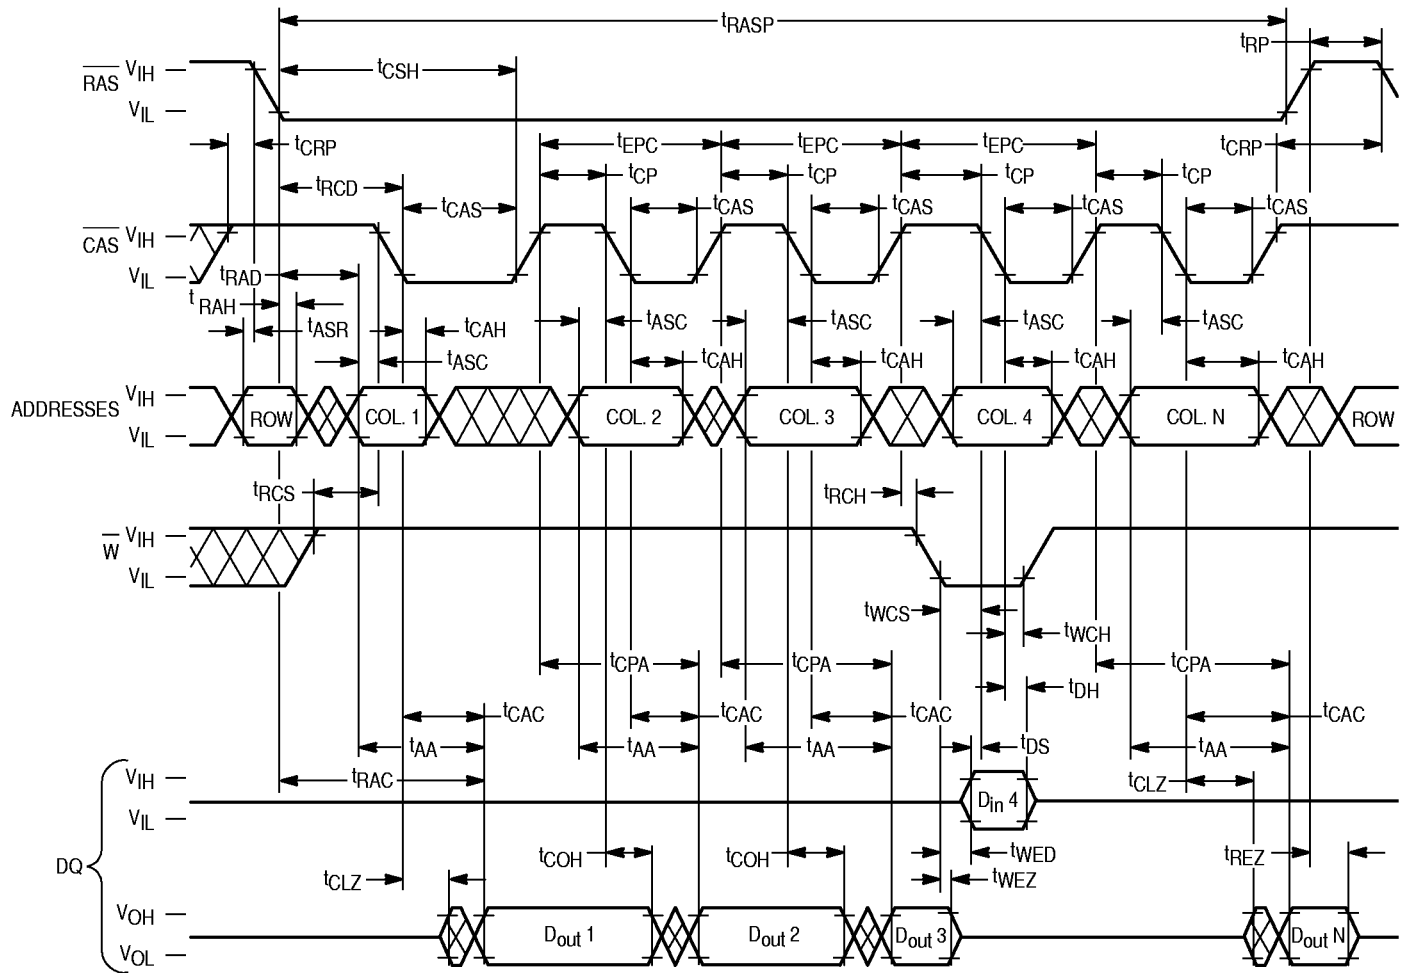 tRASP
tRP
RAS VIH
tCSH
VIL
tCRP
tEPC
tEPC
tEPC
tCRP
tRCD
tCP
tCP
tCP
tCP
tCAS
tCAS
tCAS
tCAS
tCAS
CAS VIH
VIL
tRAD
tRAH
tASR
tCAH
tASC
tASC
tASC
tASC
tASC
tCAH
tCAH
tCAH
tCAH
ADDRESSES
VIH
VIL
ROW
COL. 1
COL. 2
COL. 3
COL. 4
COL. N
ROW
tRCS
tRCH
W VIH
VIL
tWCS
tWCH
tCPA
tCPA
tCPA
tDH
tCAC
tCAC
tCAC
tCAC
tAA
tAA
tAA
tDS
tAA
VIH
tRAC
tCLZ
VIL
Din 4
DQ
tCOH
tCOH
tWED
tREZ
tCLZ
tWEZ
VOH
VOL
Dout 1
Dout 2
Dout 3
Dout N